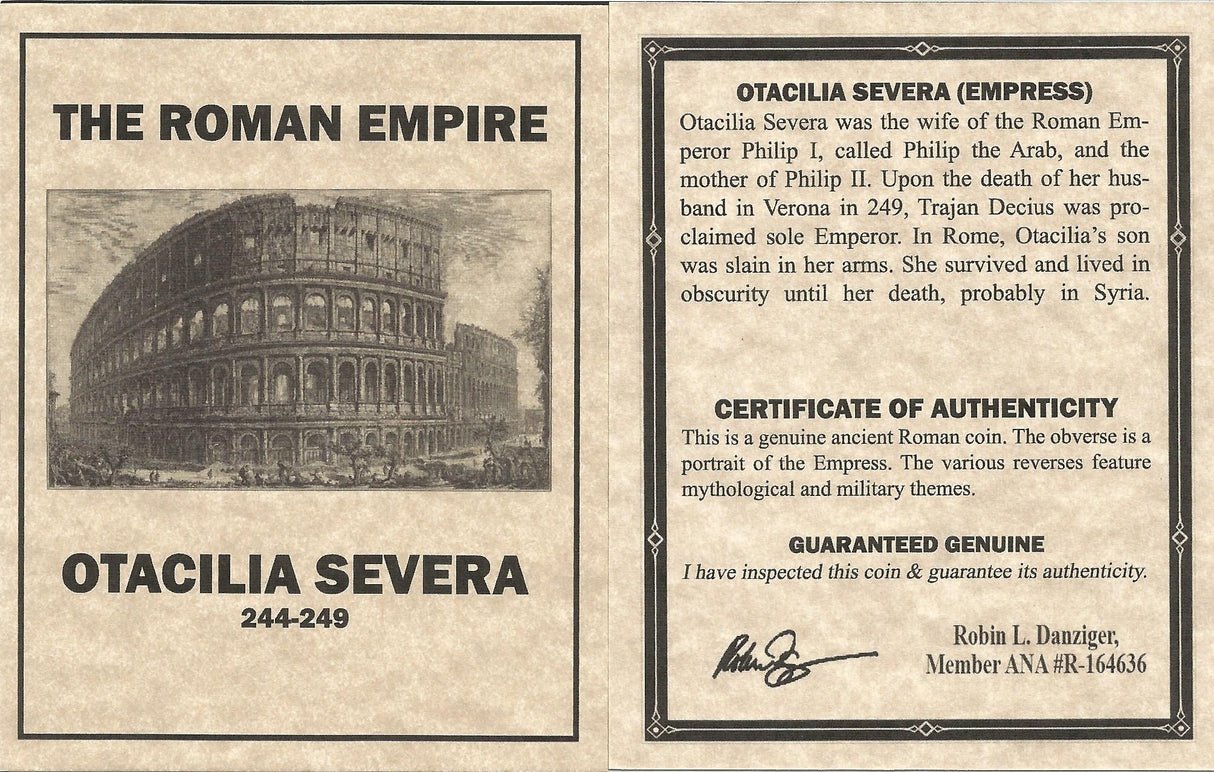 THE ROMAN EMPIRE
OTACILIA SEVERA
244-249
OTACILIA SEVERA (EMPRESS)
Otacilia Severa was the wife of the Roman Em-
peror Philip I, called Philip the Arab, and the
mother of Philip II. Upon the death of her hus-
band in Verona in 249, Trajan Decius was pro-
claimed sole Emperor. In Rome, Otacilia's son
was slain in her arms. She survived and lived in
obscurity until her death, probably in Syria.
CERTIFICATE OF AUTHENTICITY
This is a genuine ancient Roman coin. The obverse is a
portrait of the Empress. The various reverses feature
mythological and military themes.
GUARANTEED GENUINE
I have inspected this coin & guarantee its authenticity.
Robin L. Danziger,
Member ANA #R-164636